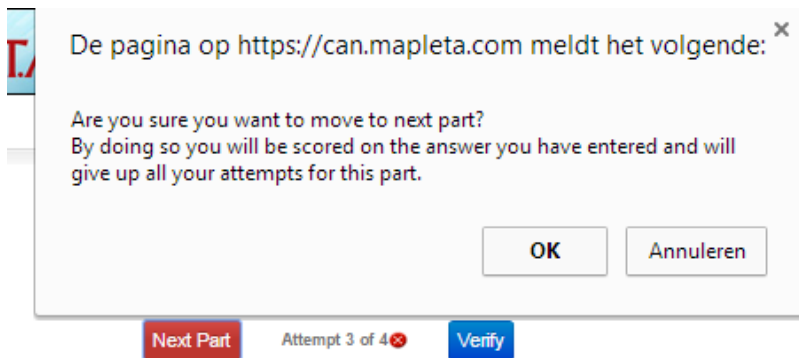 De pagina op https://can.mapleta.com meldt het volgende:
Are you sure you want to move to next part?
By doing so you will be scored on the answer you have entered and will
give up all your attempts for this part.
OK Annuleren
Next Part Attempt 3 of 4 Verify